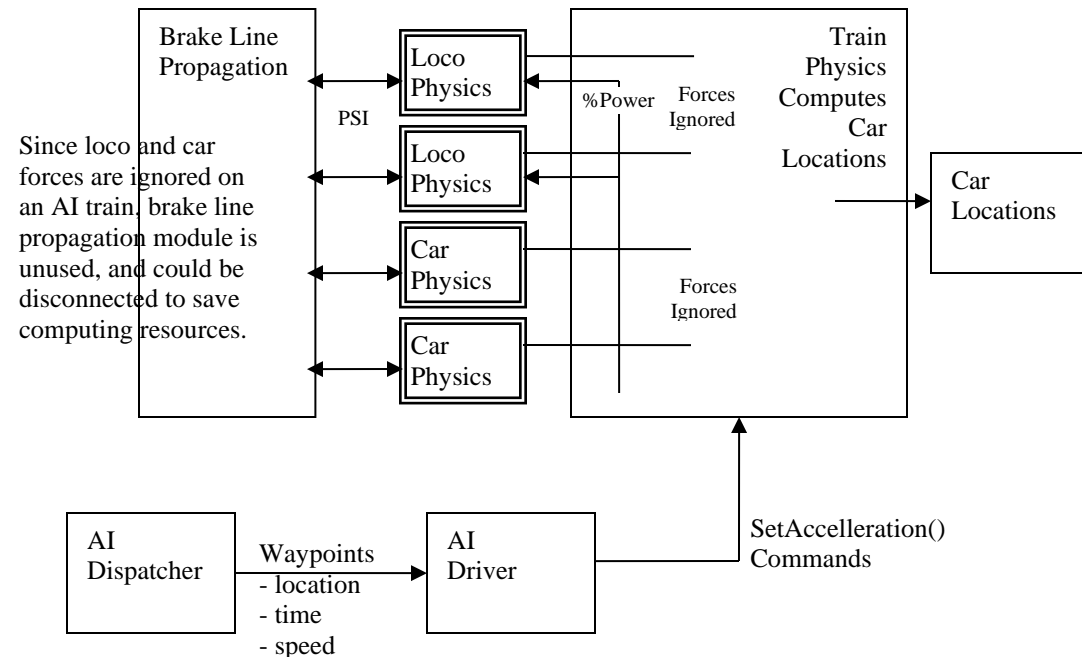 Brake Line
Propagation
Since loco and car
forces are ignored on
an AI train, brake line
propagation module is
unused, and could be
disconnected to save
computing resources.
PSI
Loco
Physics
Loco
Physics
Car
Physics
Car
Physics
%Power
Forces
Ignored
Forces
Ignored
Train
Physics
Computes
Car
Locations
Car
Locations
AI
Dispatcher
Waypoints
- location
- time
- speed
AI
Driver
SetAccelleration()
Commands